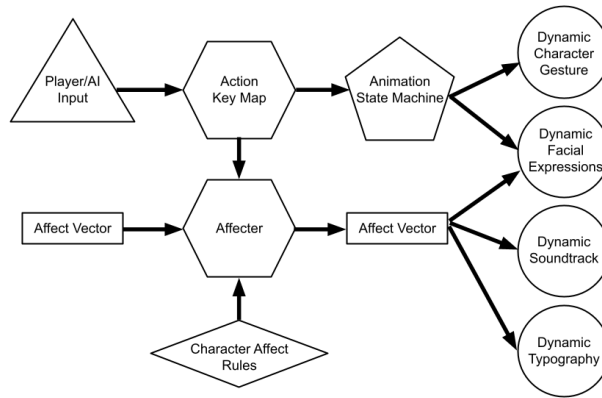 Player/AI
Input
Action
Key Map
Animation
State Machine
Dynamic
Character
Gesture
Dynamic
Facial
Expressions
Affect Vector
Affecter
Affect Vector
Dynamic
Soundtrack
Character Affect
Rules
Dynamic
Typography